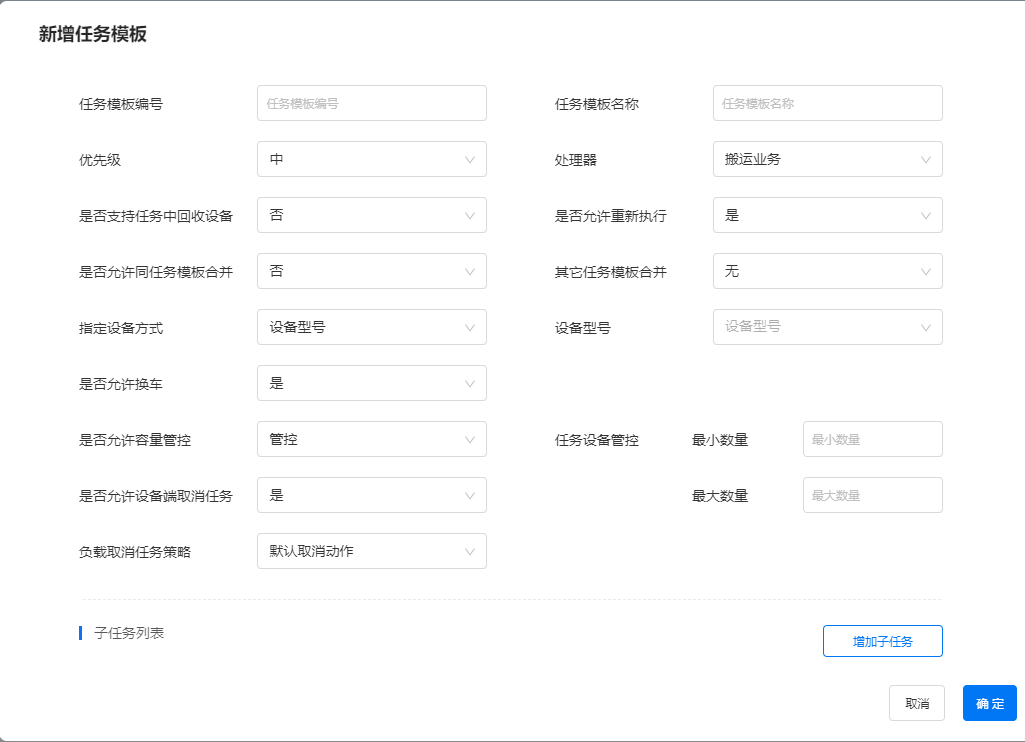 新增任务模板
任务模板编号 任务模板编号 任务模板名称 任务模板名称
优先级 中 处理器 搬运业务
是否支持任务中回收设备 否 是否允许重新执行 是
是否允许同任务模板合并 否 其它任务模板合并 无
指定设备方式 设备型号 设备型号 设备型号
是否允许换车 是
是否允许容量管控 管控 任务设备管控 最小数量 最小数量
是否允许设备端取消任务 是 最大数量 最大数量
负载取消任务策略 默认取消动作
子任务列表 增加子任务
取消 确定